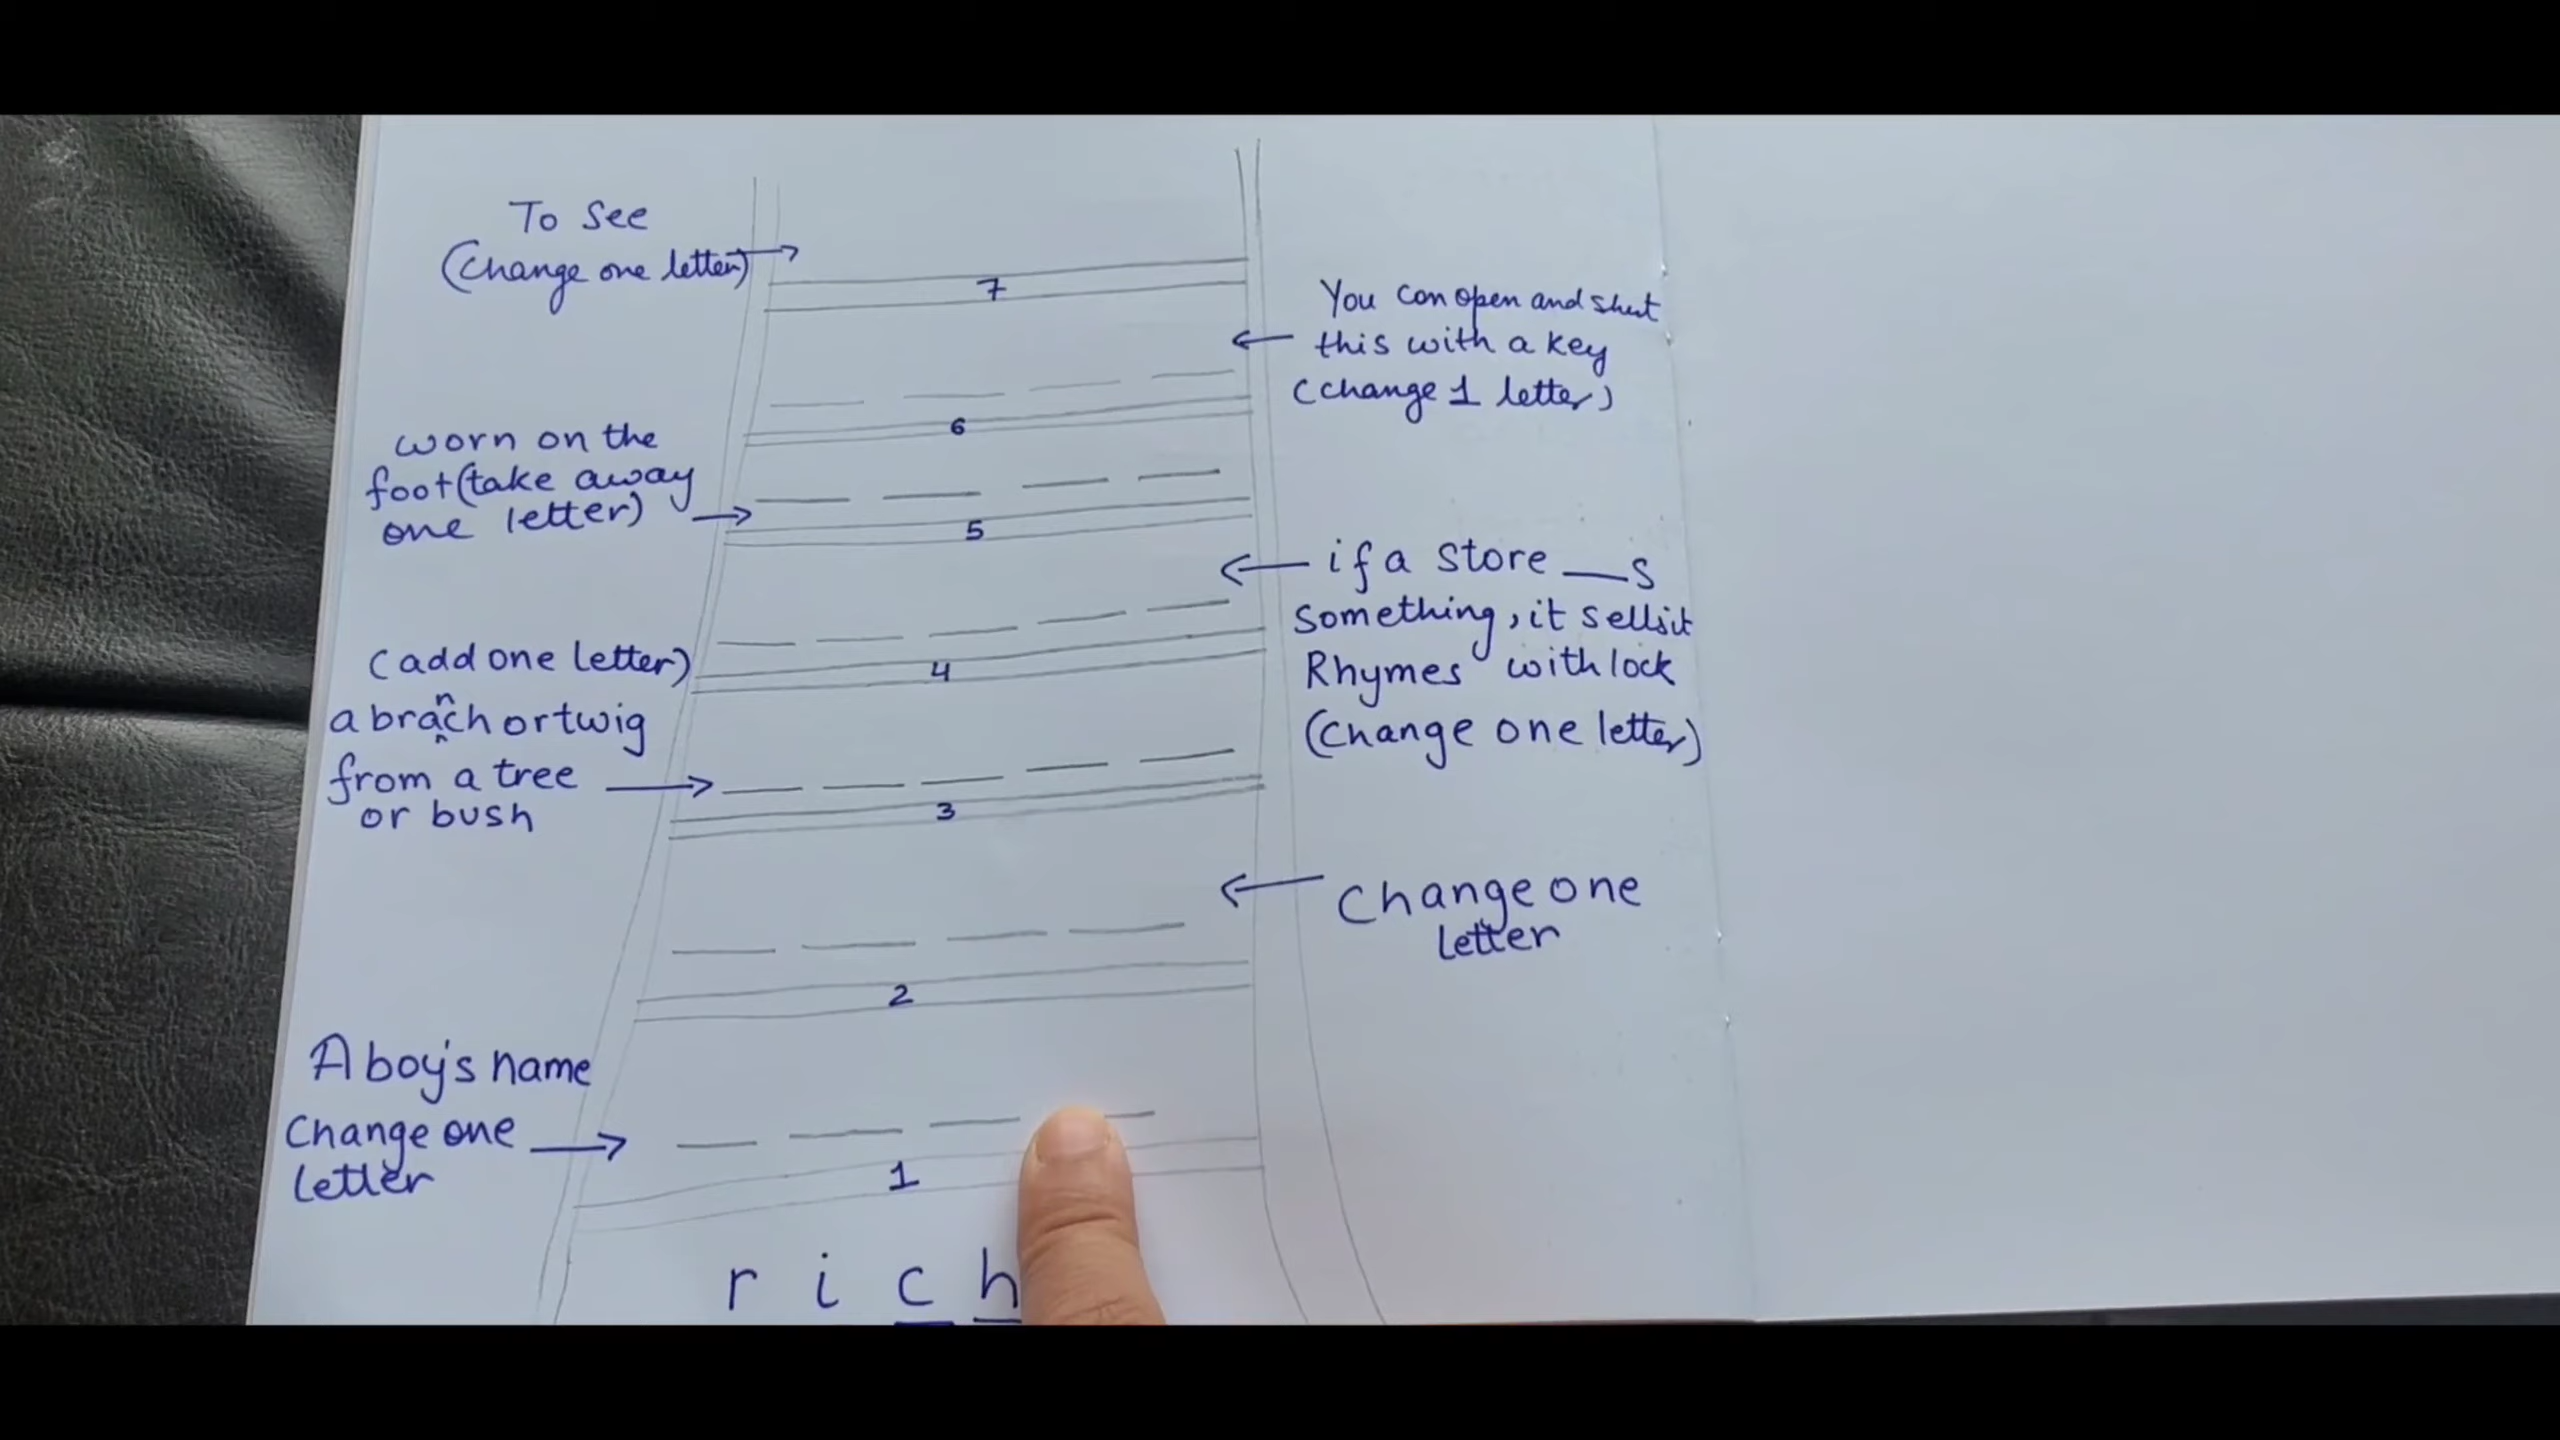 To See
(Change one letter)
7
You can open and shut
this with a key
(change 1 letter)
6
worn on the
foot (take away
one letter)
5
if a store ___s
Something, it sells it
Rhymes with lock
(Change one letter)
4
(add one letter)
a branch or twig
from a tree
or bush
3
Change one
letter
2
A boy's name
Change one
letter
1
r i c h